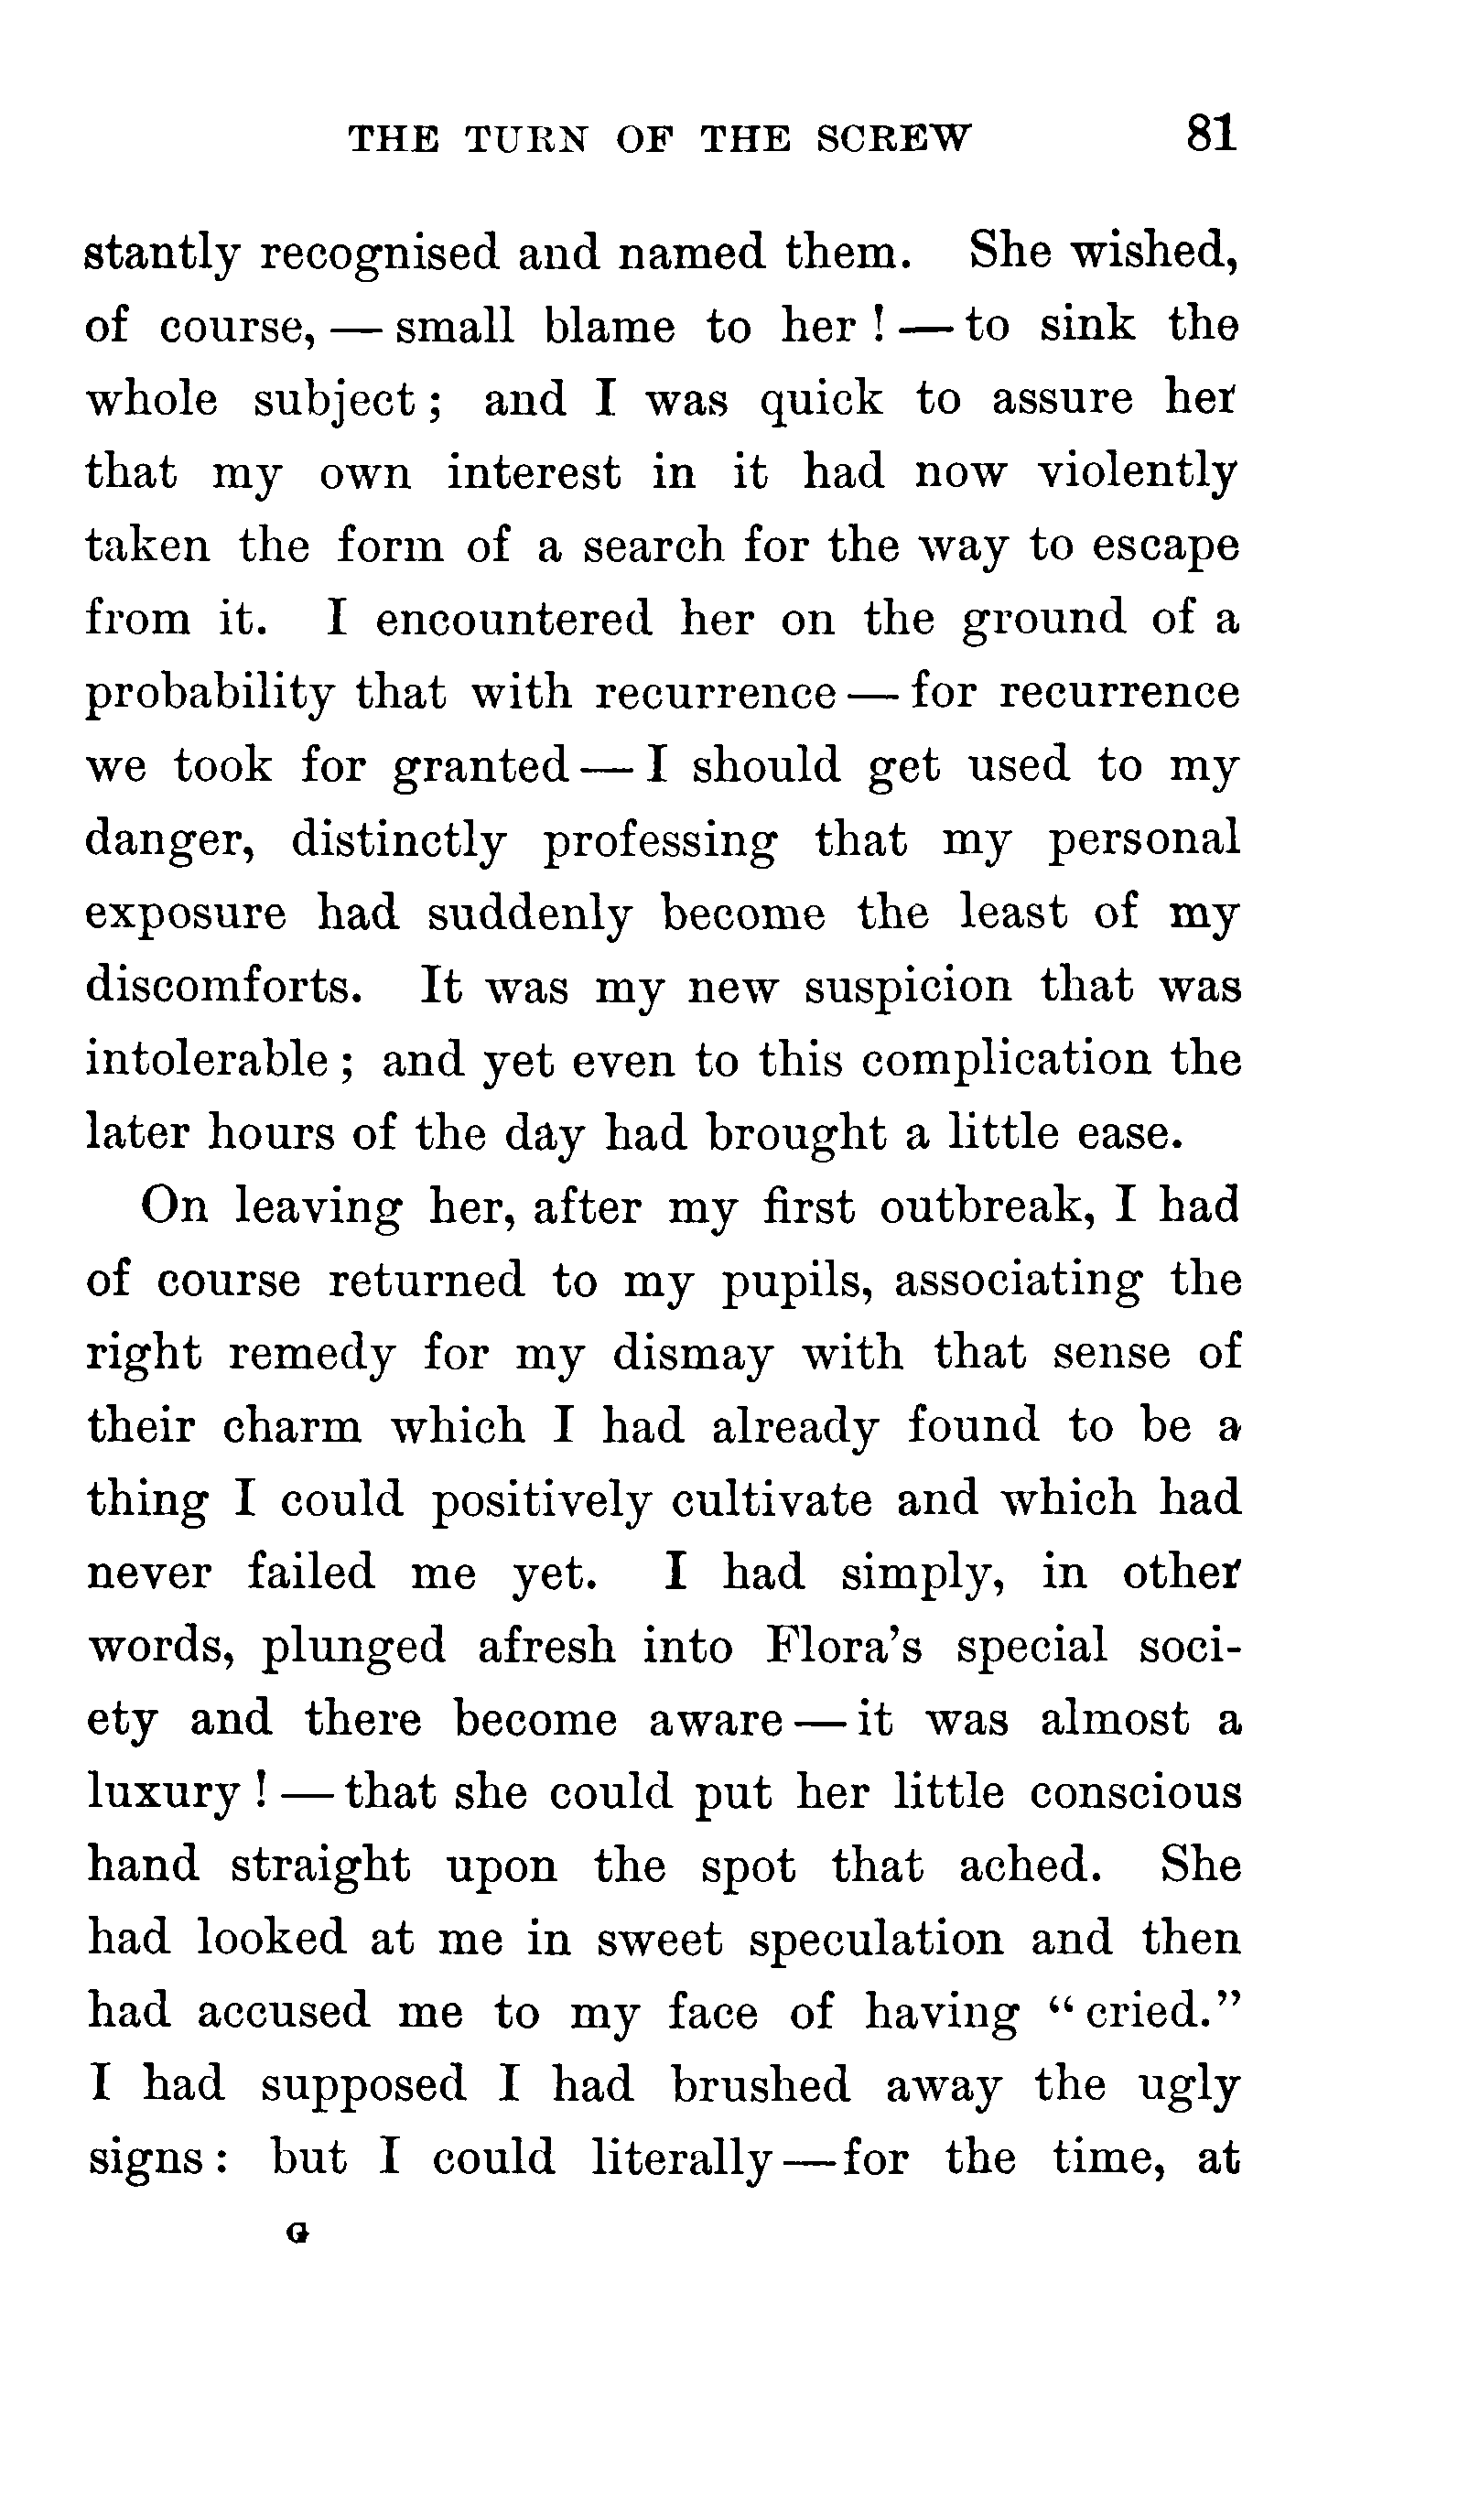 THE TURN OF THE SCREW 81
stantly recognised and named them. She wished,
of course, — small blame to her ! — to sink the
whole subject ; and I was quick to assure her
that my own interest in it had now violently
taken the form of a search for the way to escape
from it. I encountered her on the ground of a
probability that with recurrence — for recurrence
we took for granted — I should get used to my
danger, distinctly professing that my personal
exposure had suddenly become the least of my
discomforts. It was my new suspicion that was
intolerable ; and yet even to this complication the
later hours of the day had brought a little ease.
On leaving her, after my first outbreak, I had
of course returned to my pupils, associating the
right remedy for my dismay with that sense of
their charm which I had already found to be a
thing I could positively cultivate and which had
never failed me yet. I had simply, in other
words, plunged afresh into Flora's special soci-
ety and there become aware — it was almost a
luxury ! — that she could put her little conscious
hand straight upon the spot that ached. She
had looked at me in sweet speculation and then
had accused me to my face of having "cried."
I had supposed I had brushed away the ugly
signs : but I could literally — for the time, at
G